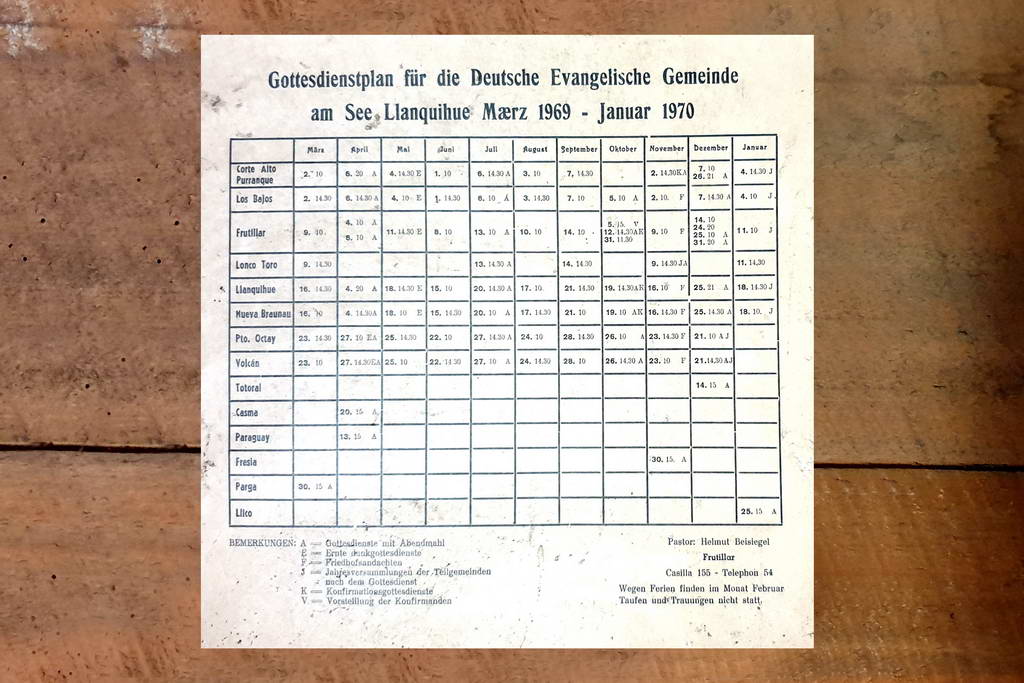 Gottesdienstplan für die Deutsche Evangelische Gemeinde
am See Llanquihue Mærz 1969 - Januar 1970
März April Mai Juni Juli August September Oktober November Dezember Januar
Corte Alto Purranque 2. 10 6. 20 A 4. 14.30 E 1. 10 6. 14.30 A 3. 10 7. 14.30 2. 14.30KA 7. 10 4. 14.30 J
26. 21 A
Los Bajos 2. 14.30 6. 14.30 A 4. 10 E 1. 14.30 6. 10 A 3. 14.30 7. 10 5. 10 A 2. 10. F 7. 14.30 A 4. 10 J.
Frutillar 9. 10. 4. 10 A 11. 14.30 E 8. 10 13. 10 A 10. 10 14. 10 5. 15. V 9. 10 F 14. 10 11. 10 J
6. 10 A 12. 14.30AK 24. 20
31. 11.30 25. 10 A
31. 20 A
Lonco Toro 9. 14.30 13. 14.30 A 14. 14.30 9. 14.30 JA 11. 14.30
Llanquihue 16. 14.30 4. 20 A 18. 14.30 E 15. 10 20. 14.30 A 17. 10. 21. 14.30 19. 14.30AK 16. 10 F 25. 21 A 18. 14.30 J
Nueva Braunau 16. 10 4. 14.30A 18. 10 E 15. 14.30 20. 10 A 17. 14.30 21. 10 19. 10 AK 16. 14.30 F 25. 14.30 A 18. 10. J
Pto. Octay 23. 14.30 27. 10 EA 25. 14.30 22. 10 27. 14.30 A 24. 10 28. 14.30 26. 10 A 23. 14.30 F 21. 10 A J
Volcán 23. 10 27. 14.30EA 25. 10 22. 14.30 27. 10 A 24. 14.30 28. 10 26. 14.30 A 23. 10 F 21. 14.30 AJ
Totoral 14. 15 A
Casma 20. 15 A
Paraguay 13. 15 A
Fresia 30. 15. A
Parga 30. 15 A
Llico 25. 15 A
BEMERKUNGEN: A = Gottesdienste mit Abendmahl
E = Ernte dankgottesdienste
F = Friedhofsandachten
J = Jahresversammlungen der Teilgemeinden
nach dem Gottesdienst
K = Konfirmationsgottesdienste
V = Vorstellung der Konfirmanden
Pastor: Helmut Beisiegel
Frutillar
Casilla 155 - Telephon 54
Wegen Ferien finden im Monat Februar
Taufen und Trauungen nicht statt.